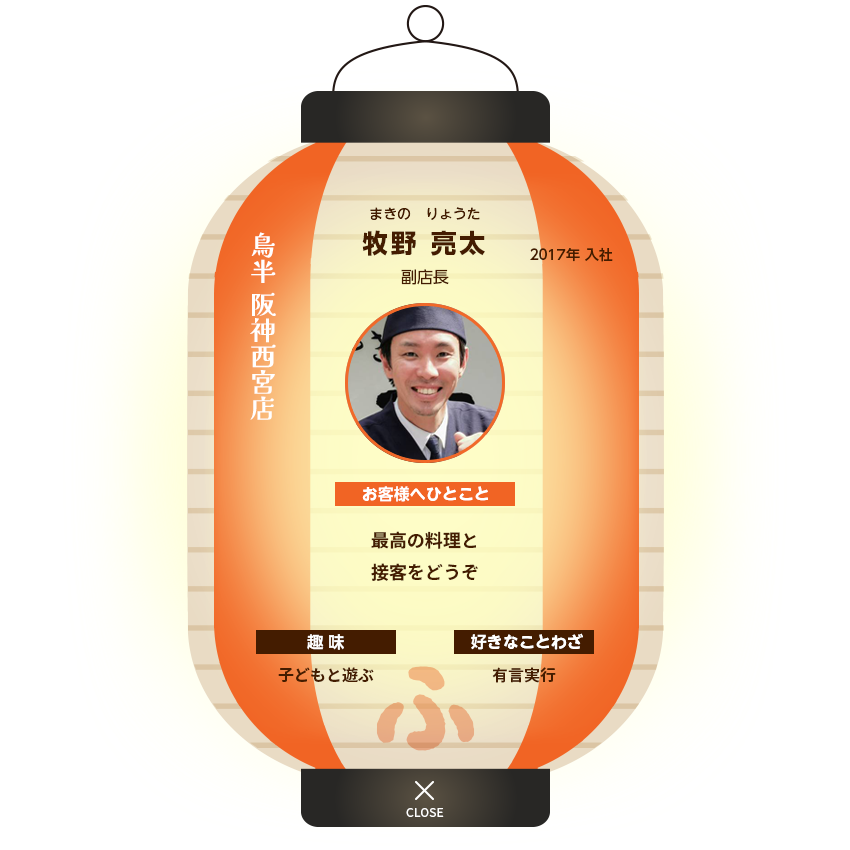 まきの　りょうた
牧野 亮太
副店長
2017年 入社
鳥半 阪神西宮店
お客様へひとこと
最高の料理と
接客をどうぞ
趣 味
子どもと遊ぶ
好きなことわざ
有言実行
ふ
CLOSE